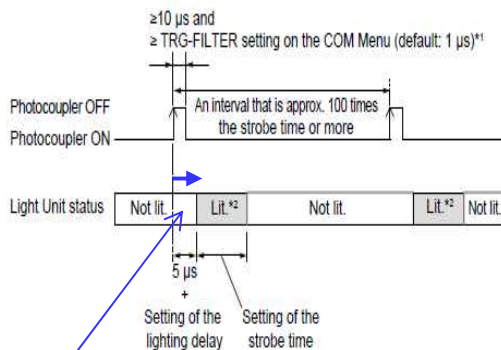 ≥10 µs and
≥ TRG-FILTER setting on the COM Menu (default: 1 µs)*1
Photocoupler OFF
An interval that is approx. 100 times
the strobe time or more
Photocoupler ON
Light Unit status
Not lit.
Lit.*2
Not lit.
Lit.*2
Not lit.
5 µs
+
Setting of the
lighting delay
Setting of the
strobe time